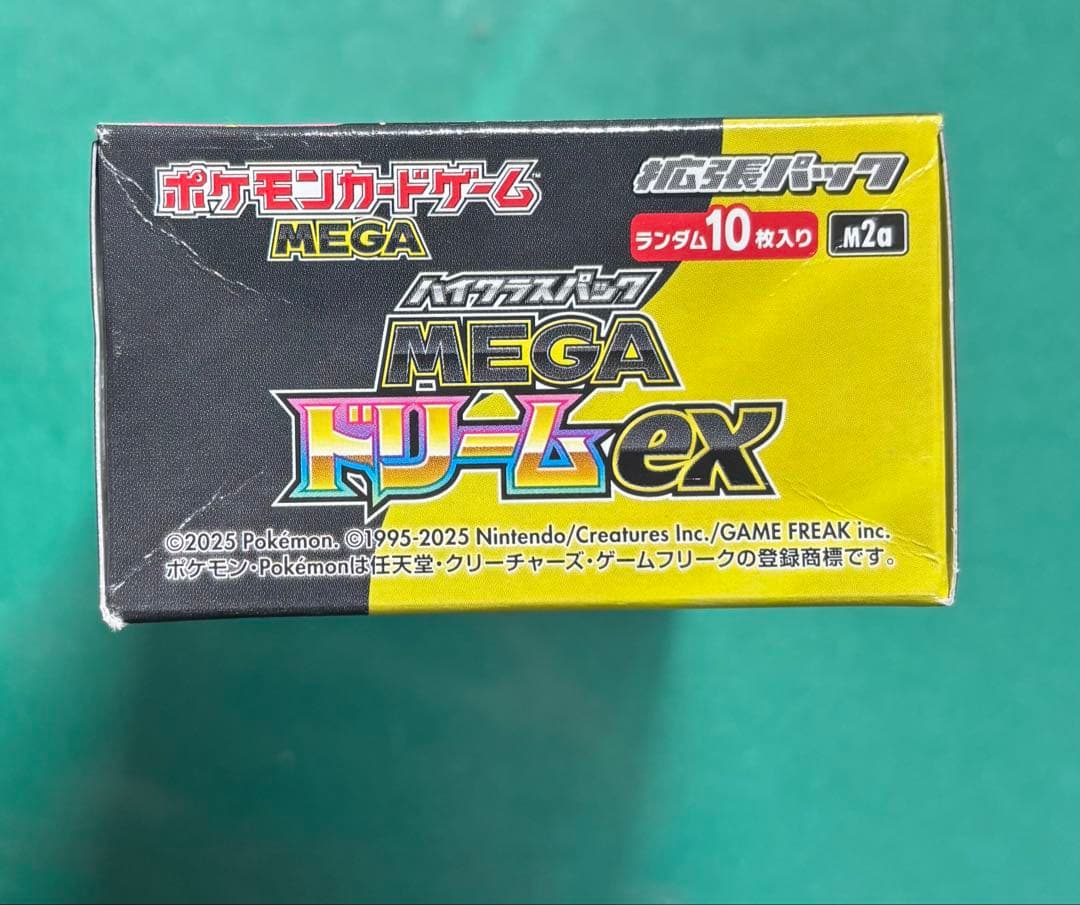 ポケモンカードゲーム™
MEGA
拡張パック
ランダム10枚入り
M2a
ハイクラスパック
MEGA
ドリームex
©2025 Pokémon. ©1995-2025 Nintendo/Creatures Inc./GAME FREAK inc.
ポケモン・Pokémonは任天堂・クリーチャーズ・ゲームフリークの登録商標です。